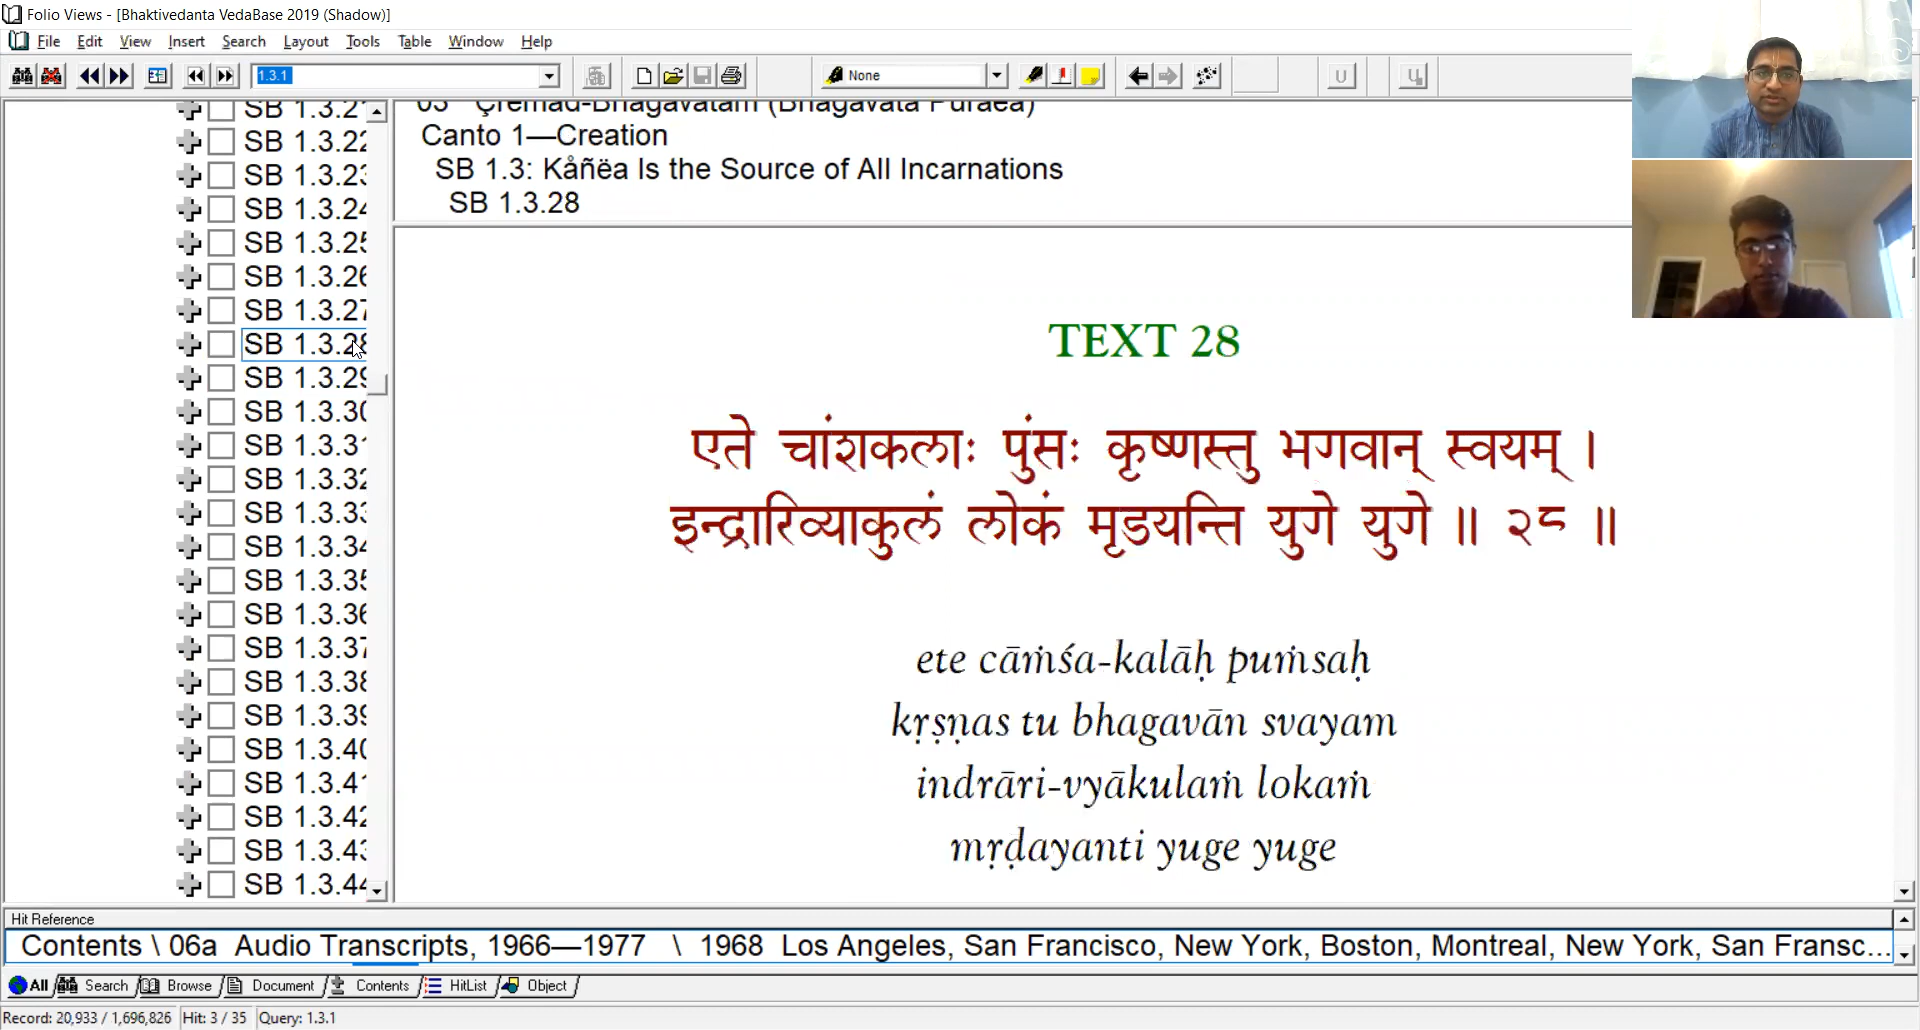 Folio Views - [Bhaktivedanta VedaBase 2019 (Shadow)]
File Edit View Insert Search Layout Tools Table Window Help
1.3.1 None U
03 Çrémad-Bhägavatam (Bhägavata Puräëa)
Canto 1—Creation
SB 1.3: Kåñëa Is the Source of All Incarnations
SB 1.3.28
SB 1.3.21
SB 1.3.22
SB 1.3.23
SB 1.3.24
SB 1.3.25
SB 1.3.26
SB 1.3.27
SB 1.3.28
SB 1.3.29
SB 1.3.30
SB 1.3.31
SB 1.3.32
SB 1.3.33
SB 1.3.34
SB 1.3.35
SB 1.3.36
SB 1.3.37
SB 1.3.38
SB 1.3.39
SB 1.3.40
SB 1.3.41
SB 1.3.42
SB 1.3.43
SB 1.3.44
TEXT 28
एते चांशकलाः पुंसः कृष्णस्तु भगवान् स्वयम् ।
इन्द्रारिव्याकुलं लोकं मृडयन्ति युगे युगे ॥ २८ ॥
ete cāṁśa-kalāḥ puṁsaḥ
kṛṣṇas tu bhagavān svayam
indrāri-vyākulaṁ lokaṁ
mṛḍayanti yuge yuge
Hit Reference
Contents \ 06a Audio Transcripts, 1966—1977 \ 1968 Los Angeles, San Francisco, New York, Boston, Montreal, New York, San Fransc...
All Search Browse Document Contents HitList Object
Record: 20,933 / 1,696,826 Hit: 3 / 35 Query: 1.3.1